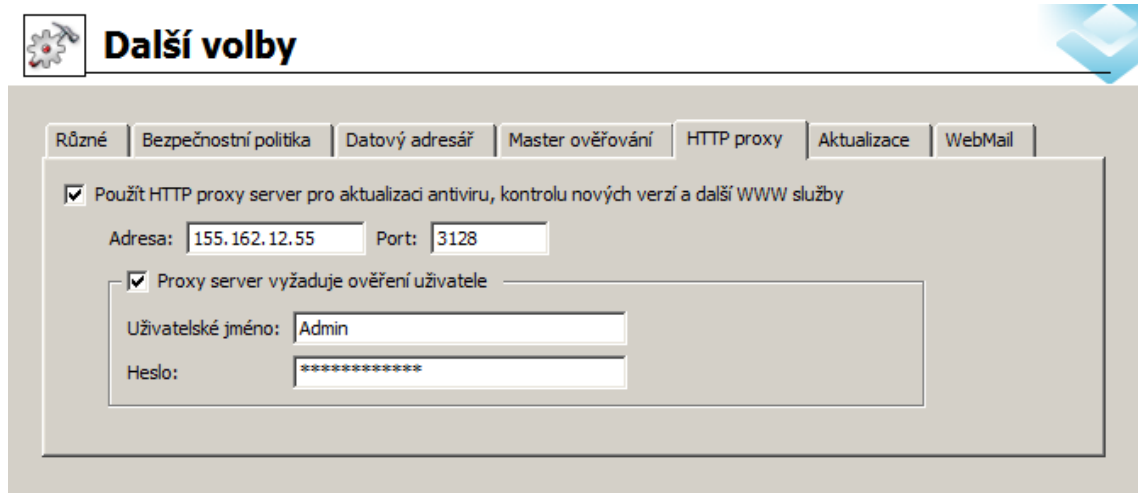 Další volby
Různé Bezpečnostní politika Datový adresář Master ověřování HTTP proxy Aktualizace WebMail
Použít HTTP proxy server pro aktualizaci antiviru, kontrolu nových verzí a další WWW služby
Adresa: 155.162.12.55 Port: 3128
Proxy server vyžaduje ověření uživatele
Uživatelské jméno: Admin
Heslo: ************